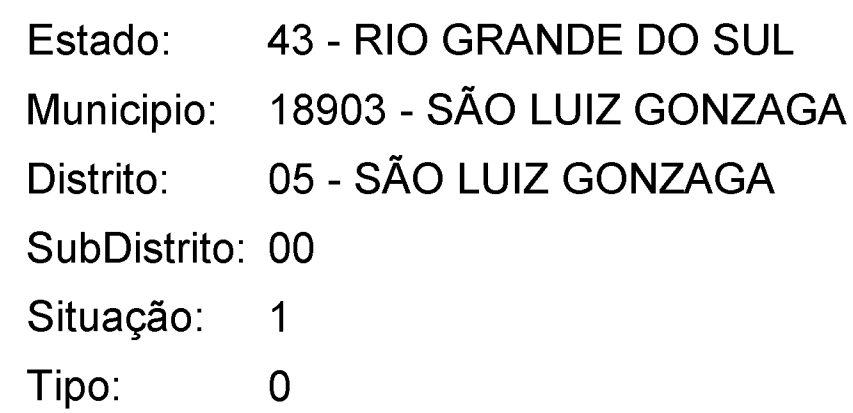 Estado: 43 - RIO GRANDE DO SUL
Municipio: 18903 - SÃO LUIZ GONZAGA
Distrito: 05 - SÃO LUIZ GONZAGA
SubDistrito: 00
Situação: 1
Tipo: 0